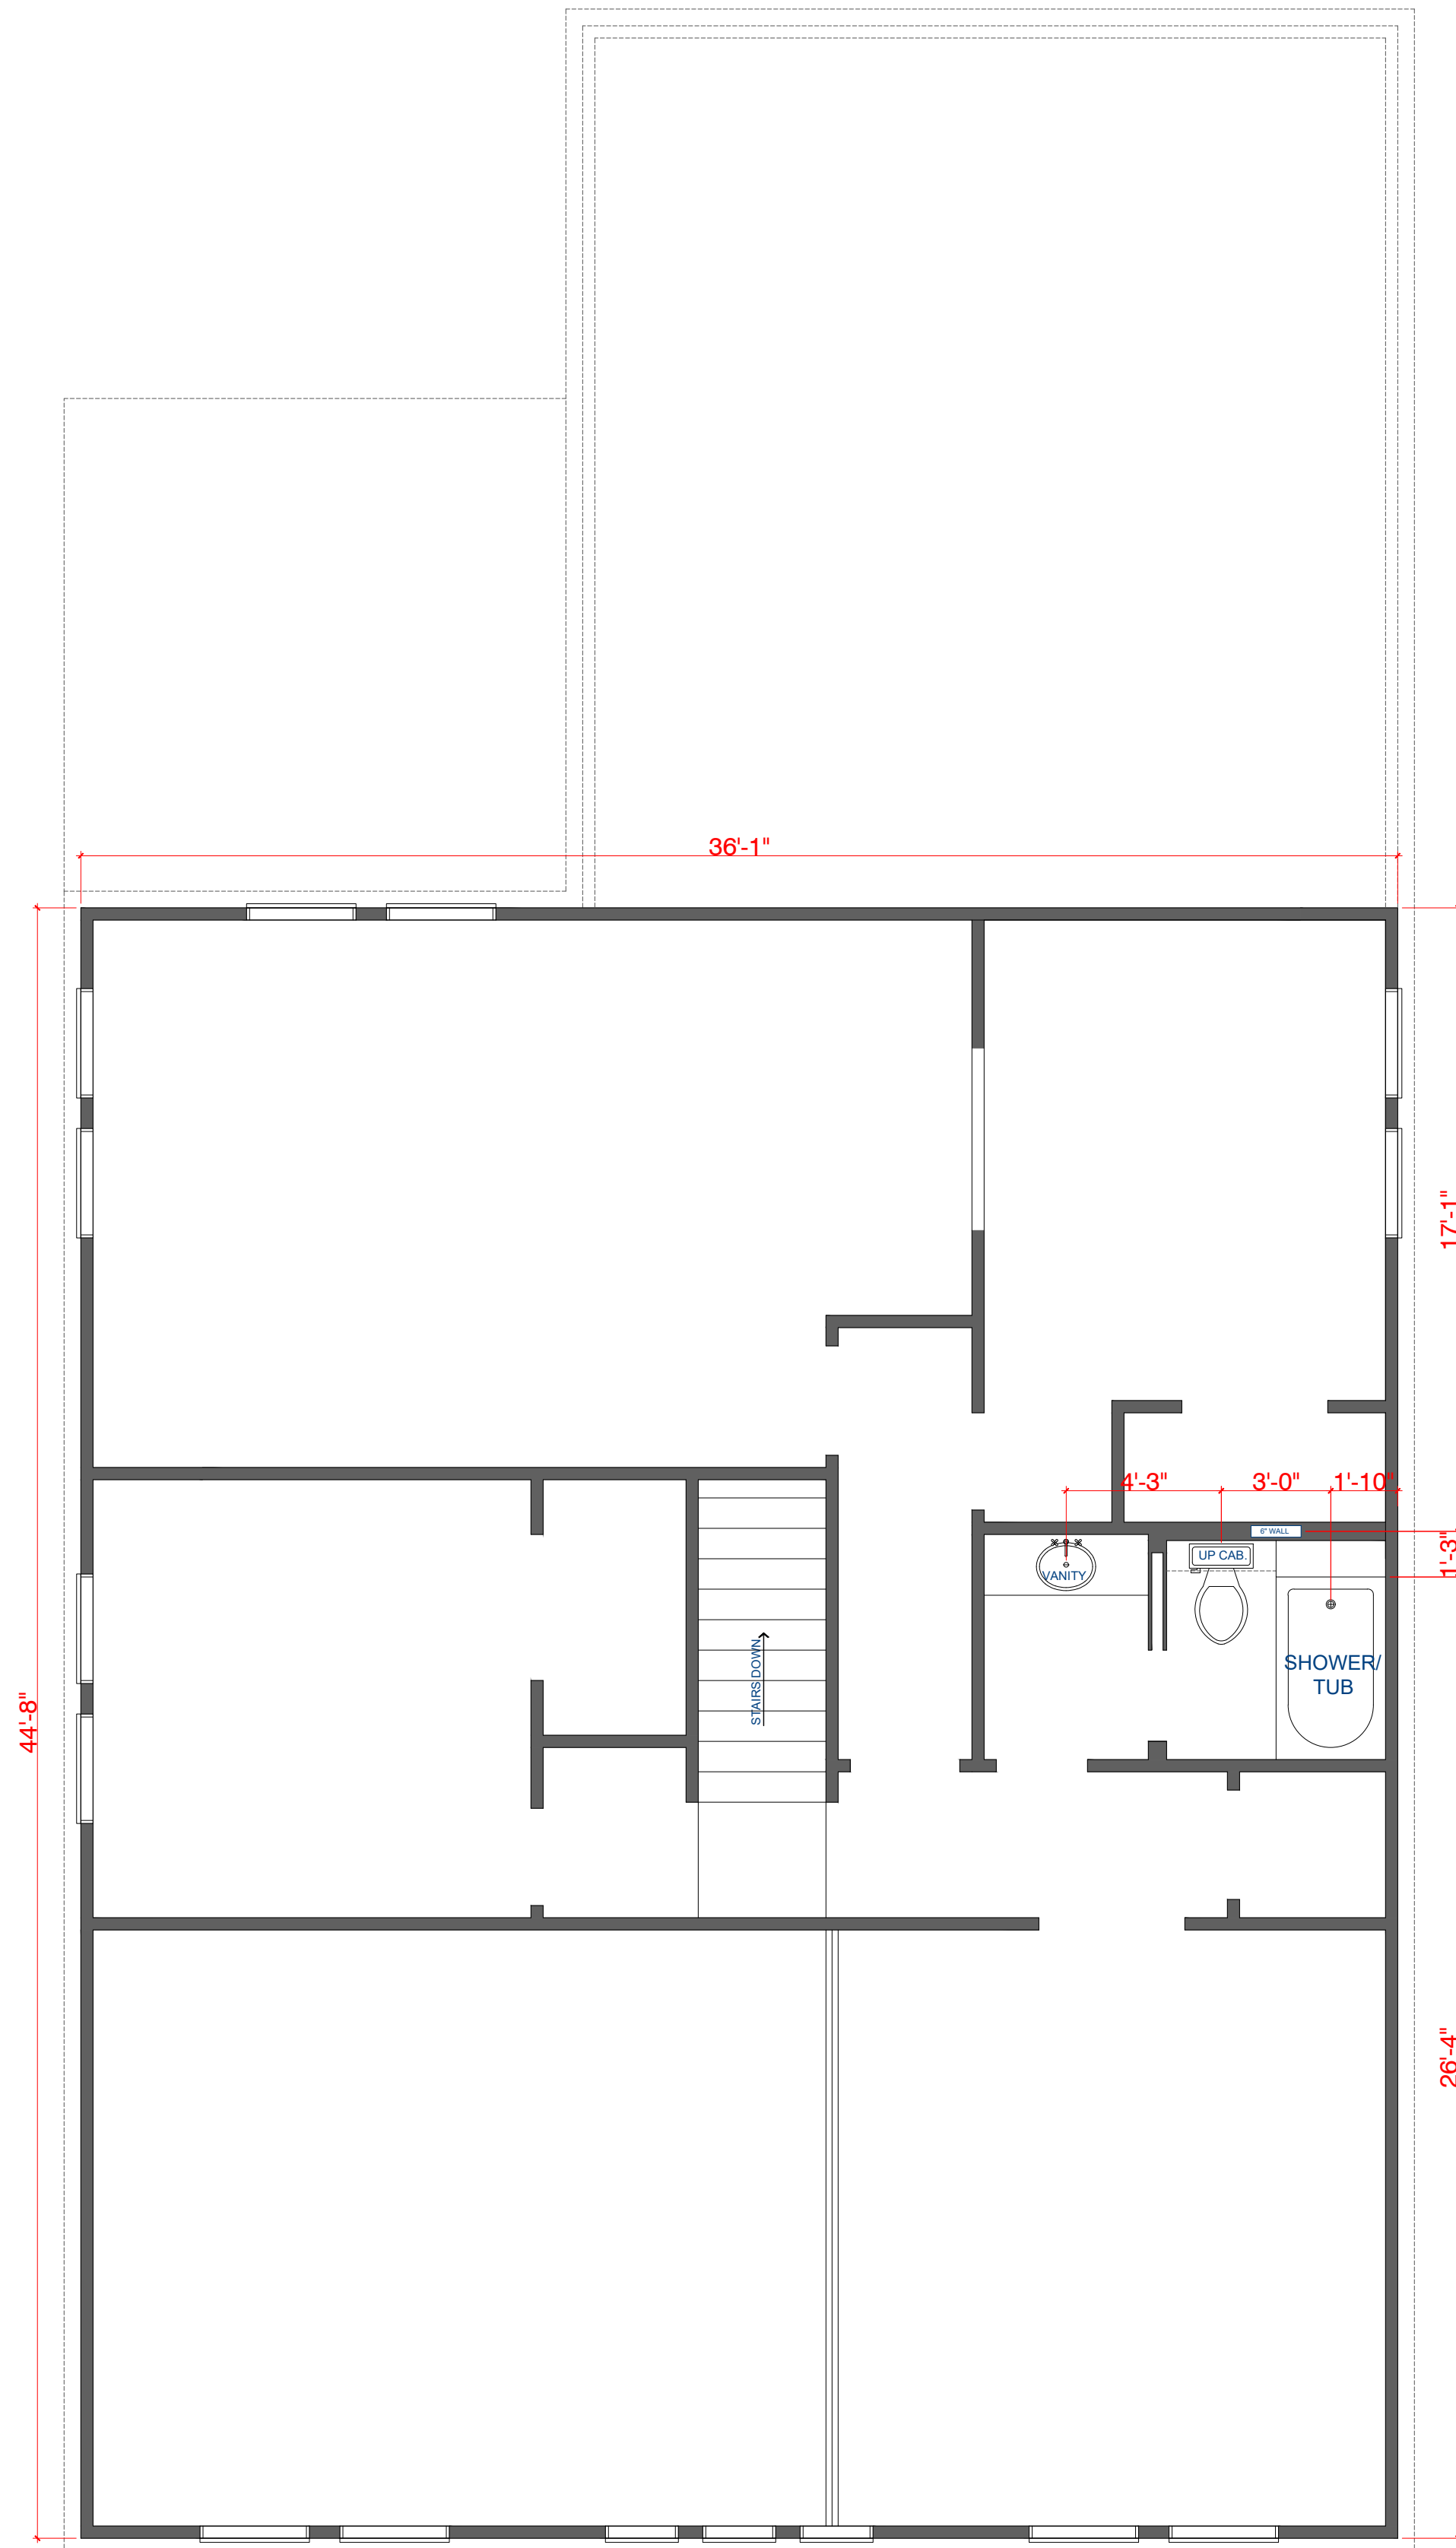 36'-1"
17'-1"
4'-3"
3'-0"
1'-10"
6" WALL
1'-3"
UP CAB.
VANITY
STAIRS DOWN
SHOWER/
TUB
44'-8"
26'-4"